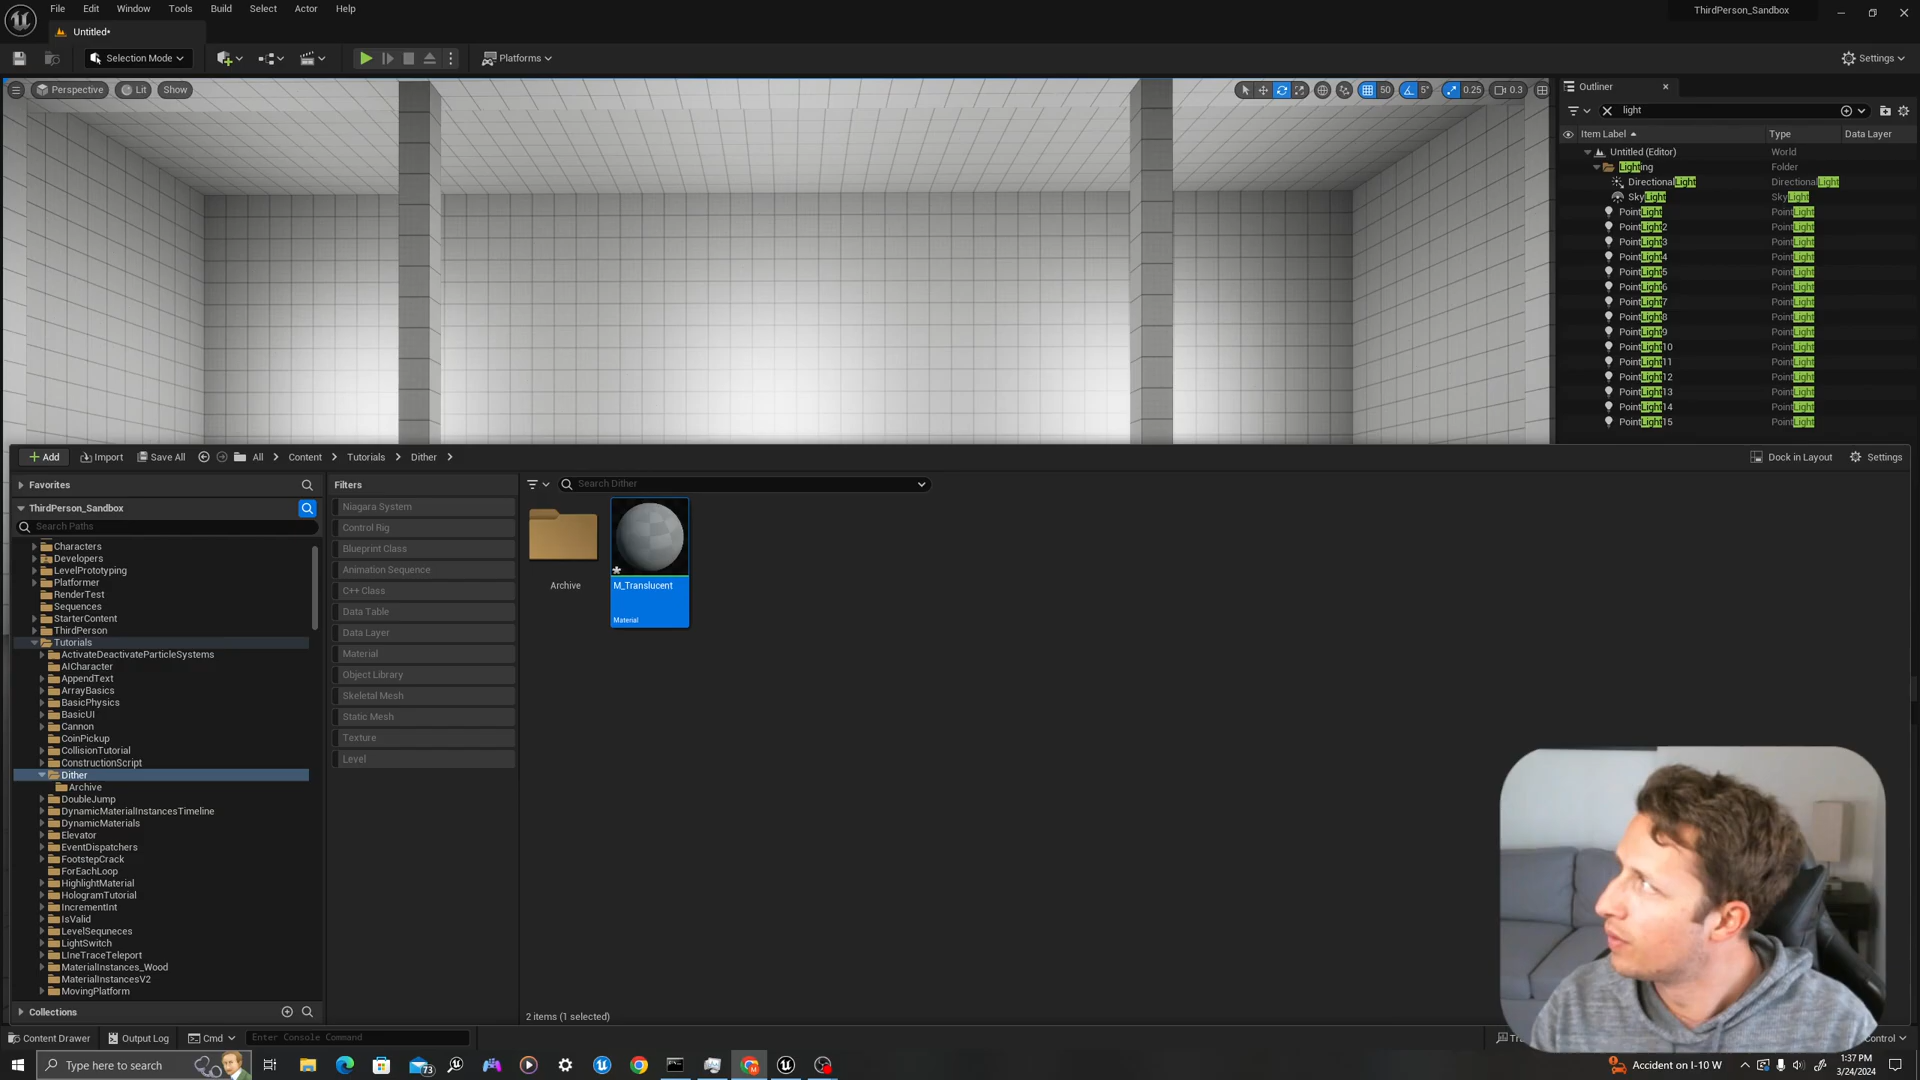 File Edit Window Tools Build Select Actor Help
ThirdPerson_Sandbox
Untitled*
Selection Mode
Platforms
Settings
Perspective Lit Show
50 5° 0.25 0.3
Outliner
light
Item Label Type Data Layer
Untitled (Editor) World
Lighting Folder
DirectionalLight DirectionalLight
SkyLight SkyLight
PointLight PointLight
PointLight2 PointLight
PointLight3 PointLight
PointLight4 PointLight
PointLight5 PointLight
PointLight6 PointLight
PointLight7 PointLight
PointLight8 PointLight
PointLight9 PointLight
PointLight10 PointLight
PointLight11 PointLight
PointLight12 PointLight
PointLight13 PointLight
PointLight14 PointLight
PointLight15 PointLight
Add Import Save All All Content Tutorials Dither
Dock in Layout Settings
Favorites
ThirdPerson_Sandbox
Search Paths
Characters
Developers
LevelPrototyping
Platformer
RenderTest
Sequences
StarterContent
ThirdPerson
Tutorials
ActivateDeactivateParticleSystems
AICharacter
AppendText
ArrayBasics
BasicPhysics
BasicUI
Cannon
CoinPickup
CollisionTutorial
ConstructionScript
Dither
Archive
DoubleJump
DynamicMaterialInstancesTimeline
DynamicMaterials
Elevator
EventDispatchers
FootstepCrack
ForEachLoop
HighlightMaterial
HologramTutorial
IncrementInt
IsValid
LevelSequneces
LightSwitch
LIneTraceTeleport
MaterialInstances_Wood
MaterialInstancesV2
MovingPlatform
Collections
Filters
Niagara System
Control Rig
Blueprint Class
Animation Sequence
C++ Class
Data Table
Data Layer
Material
Object Library
Skeletal Mesh
Static Mesh
Texture
Level
Search Dither
Archive
M_Translucent
Material
2 items (1 selected)
Content Drawer Output Log Cmd Enter Console Command
Control
Type here to search
73
Accident on I-10 W
1:37 PM
3/24/2024